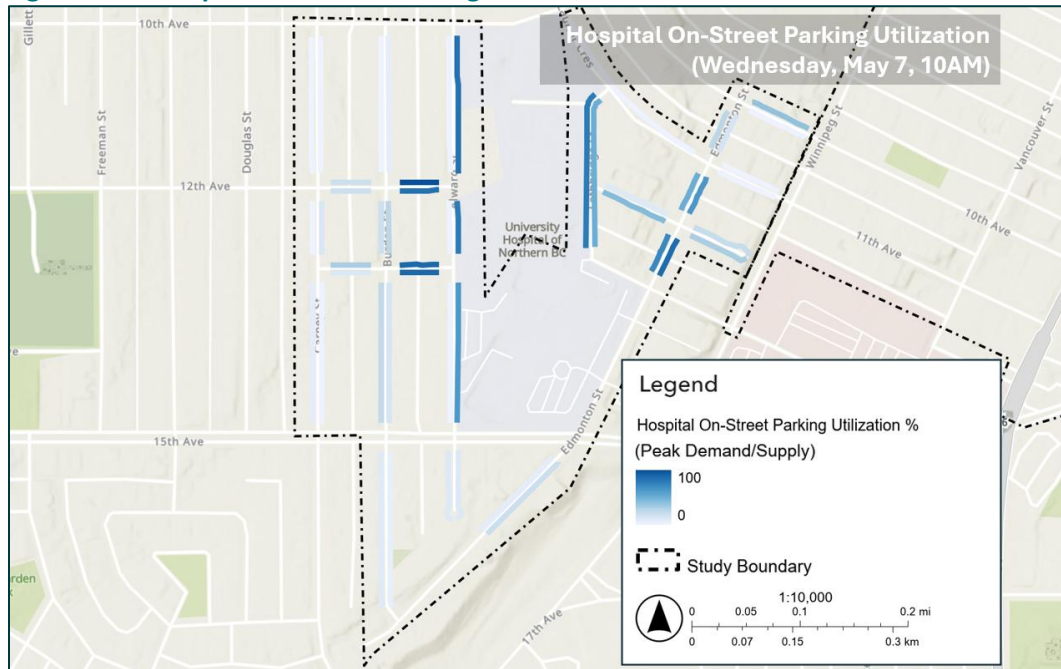 Hospital On-Street Parking Utilization
(Wednesday, May 7, 10AM)
10th Ave
Gillett
Freeman St
Douglas St
12th Ave
Edmonton St
Winnipeg St
Vancouver St
University
Hospital of
Northern BC
10th Ave
11th Ave
Carney St
15th Ave
Edmonton St
17th Ave
Legend
Hospital On-Street Parking Utilization %
(Peak Demand/Supply)
100
0
Study Boundary
1:10,000
0 0.05 0.1 0.2 mi
0 0.07 0.15 0.3 km